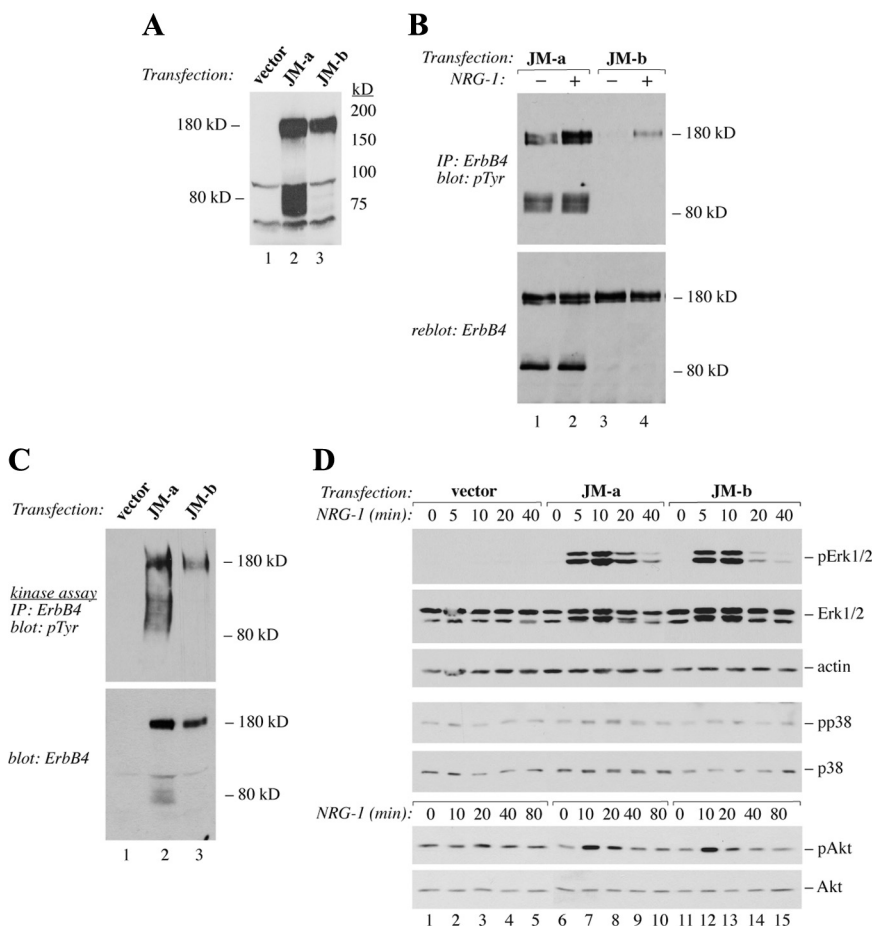 A
Transfection: vector JM-a JM-b
kD
180 kD – 200
150
100
80 kD – 75
1 2 3
B
Transfection: JM-a JM-b
NRG-1: – + – +
IP: ErbB4
blot: pTyr
– 180 kD
– 80 kD
reblot: ErbB4
– 180 kD
– 80 kD
1 2 3 4
C
Transfection: vector JM-a JM-b
kinase assay
IP: ErbB4
blot: pTyr
– 180 kD
– 80 kD
blot: ErbB4
– 180 kD
– 80 kD
1 2 3
D
Transfection: vector JM-a JM-b
NRG-1 (min): 0 5 10 20 40 0 5 10 20 40 0 5 10 20 40
– pErk1/2
– Erk1/2
– actin
– pp38
– p38
NRG-1 (min): 0 10 20 40 80 0 10 20 40 80 0 10 20 40 80
– pAkt
– Akt
1 2 3 4 5 6 7 8 9 10 11 12 13 14 15